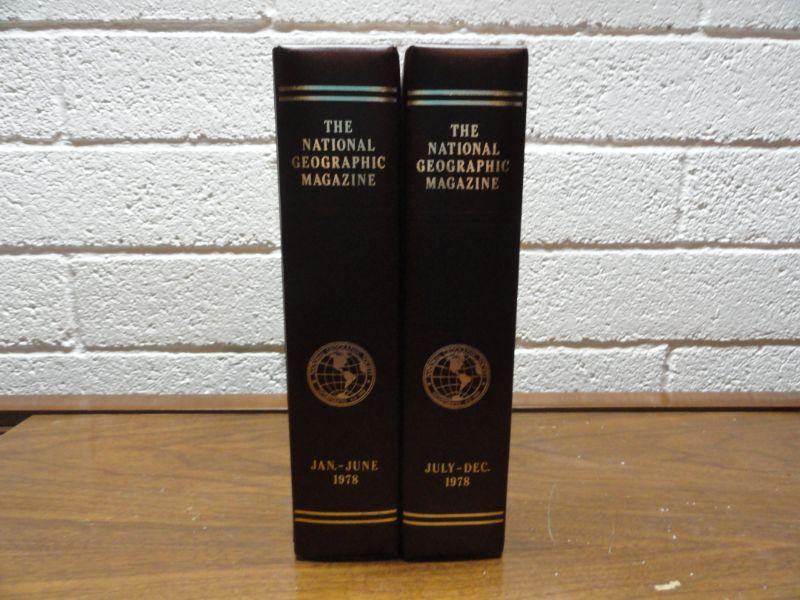 THE
NATIONAL
GEOGRAPHIC
MAGAZINE
JAN.-JUNE
1978
THE
NATIONAL
GEOGRAPHIC
MAGAZINE
JULY-DEC.
1978